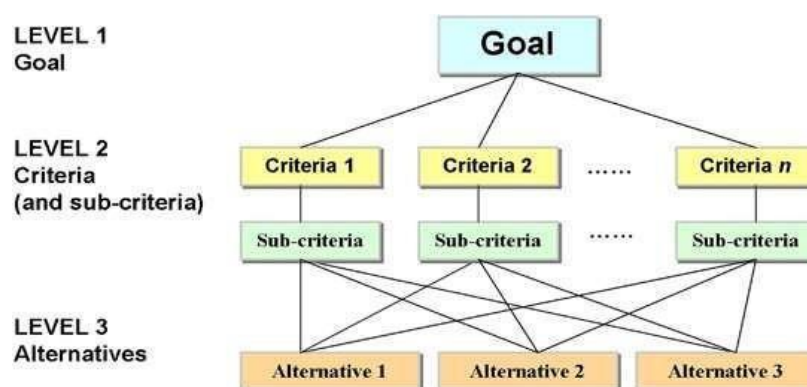 LEVEL 1
Goal
Goal
LEVEL 2
Criteria
(and sub-criteria)
Criteria 1
Criteria 2
......
Criteria n
Sub-criteria
Sub-criteria
......
Sub-criteria
LEVEL 3
Alternatives
Alternative 1
Alternative 2
Alternative 3